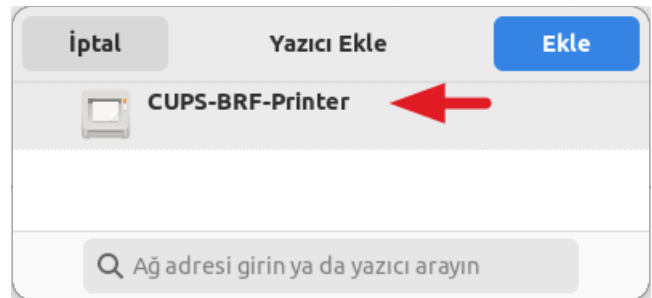 İptal
Yazıcı Ekle
Ekle
CUPS-BRF-Printer
Ağ adresi girin ya da yazıcı arayın